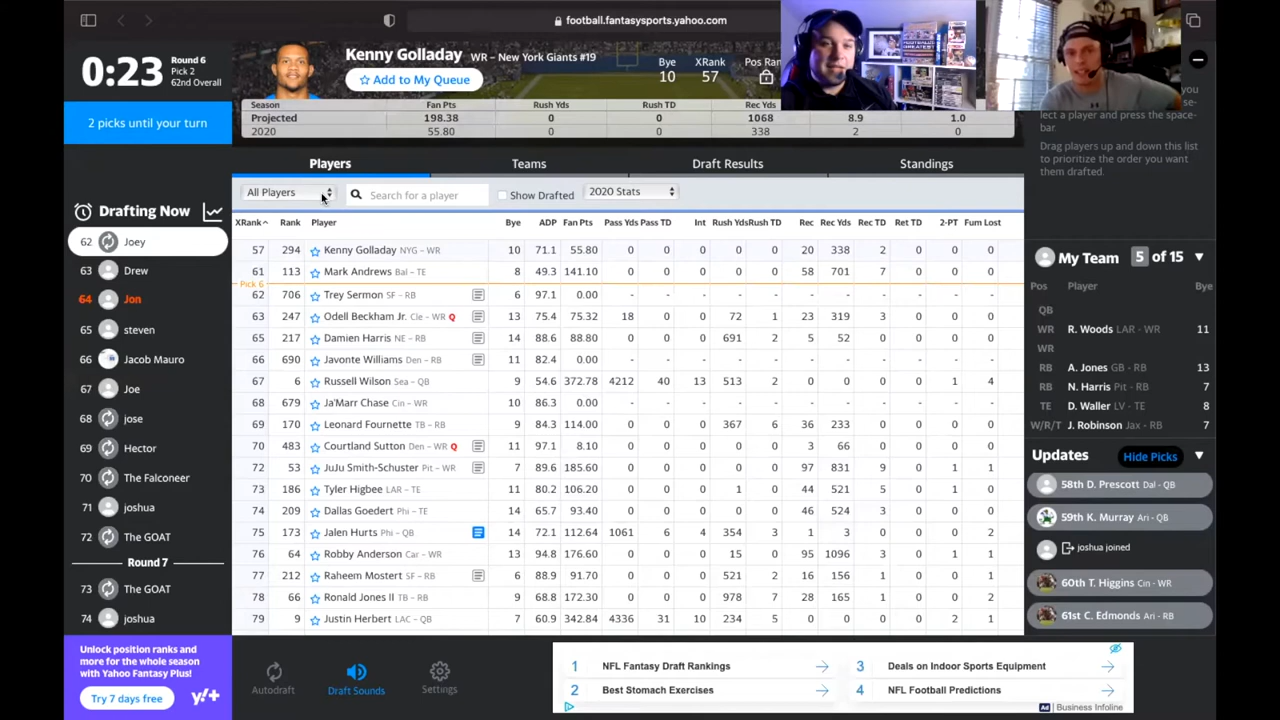 football.fantasysports.yahoo.com
0:23
Round 6
Pick 2
62nd Overall
2 picks until your turn
Kenny Golladay WR – New York Giants #19
Add to My Queue
Bye
10
XRank
57
Pos Ran
Season Fan Pts Rush Yds Rush TD Rec Yds
Projected 198.38 0 0 1068 8.9 1.0
2020 55.80 0 0 338 2 0
you
se-
lect a player and press the space-
bar.
Drag players up and down this list
to prioritize the order you want
them drafted.
Players Teams Draft Results Standings
All Players Search for a player Show Drafted 2020 Stats
XRank Rank Player Bye ADP Fan Pts Pass Yds Pass TD Int Rush Yds Rush TD Rec Rec Yds Rec TD Ret TD 2-PT Fum Lost
57 294 Kenny Golladay NYG – WR 10 71.1 55.80 0 0 0 0 0 20 338 2 0 0 0
61 113 Mark Andrews Bal – TE 8 49.3 141.10 0 0 0 0 0 58 701 7 0 0 0
Pick 6
62 706 Trey Sermon SF – RB 6 97.1 0.00 - - - - - - - - - - -
63 247 Odell Beckham Jr. Cle – WR Q 13 75.4 75.32 18 0 0 72 1 23 319 3 0 0 0
65 217 Damien Harris NE – RB 14 88.6 88.80 0 0 0 691 2 5 52 0 0 0 0
66 690 Javonte Williams Den – RB 11 82.4 0.00 - - - - - - - - - - -
67 6 Russell Wilson Sea – QB 9 54.6 372.78 4212 40 13 513 2 0 0 0 0 1 4
68 679 Ja'Marr Chase Cin – WR 10 86.3 0.00 - - - - - - - - - - -
69 170 Leonard Fournette TB – RB 9 84.3 114.00 0 0 0 367 6 36 233 0 0 0 0
70 483 Courtland Sutton Den – WR Q 11 97.1 8.10 0 0 0 0 0 3 66 0 0 0 0
72 53 JuJu Smith-Schuster Pit – WR 7 89.6 185.60 0 0 0 0 0 97 831 9 0 1 1
73 186 Tyler Higbee LAR – TE 11 80.2 106.20 0 0 0 1 0 44 521 5 0 0 0
74 209 Dallas Goedert Phi – TE 14 65.7 93.40 0 0 0 0 0 46 524 3 0 0 0
75 173 Jalen Hurts Phi – QB 14 72.1 112.64 1061 6 4 354 3 1 3 0 0 0 2
76 64 Robby Anderson Car – WR 13 94.8 176.60 0 0 0 15 0 95 1096 3 0 1 1
77 212 Raheem Mostert SF – RB 6 88.9 91.70 0 0 0 521 2 16 156 1 0 0 1
78 66 Ronald Jones II TB – RB 9 68.8 172.30 0 0 0 978 7 28 165 1 0 0 2
79 9 Justin Herbert LAC – QB 7 60.9 342.84 4336 31 10 234 5 0 0 0 0 2 1
Drafting Now
62 Joey
63 Drew
64 Jon
65 steven
66 Jacob Mauro
67 Joe
68 jose
69 Hector
70 The Falconeer
71 joshua
72 The GOAT
Round 7
73 The GOAT
74 joshua
My Team 5 of 15
Pos Player Bye
QB
WR R. Woods LAR - WR 11
WR
RB A. Jones GB - RB 13
RB N. Harris Pit - RB 7
TE D. Waller LV - TE 8
W/R/T J. Robinson Jax - RB 7
Updates Hide Picks
58th D. Prescott Dal - QB
59th K. Murray Ari - QB
joshua joined
60th T. Higgins Cin - WR
61st C. Edmonds Ari - RB
Unlock position ranks and
more for the whole season
with Yahoo Fantasy Plus!
Try 7 days free
y!+
Autodraft Draft Sounds Settings
1 NFL Fantasy Draft Rankings
2 Best Stomach Exercises
3 Deals on Indoor Sports Equipment
4 NFL Football Predictions
Ad | Business Infoline